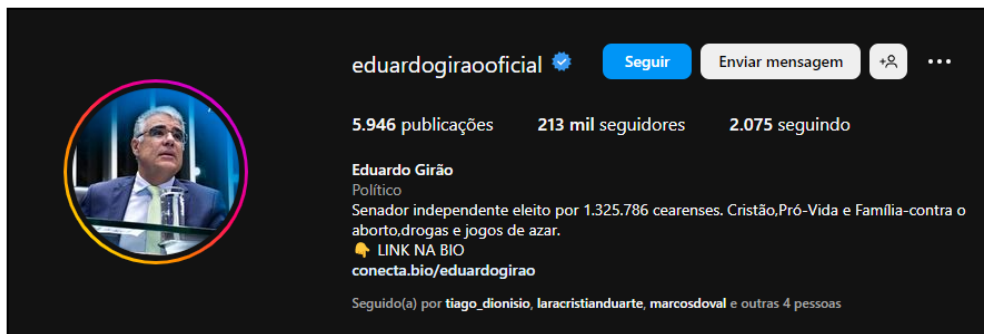 eduardogiraooficial Seguir Enviar mensagem
5.946 publicações 213 mil seguidores 2.075 seguindo
Eduardo Girão
Político
Senador independente eleito por 1.325.786 cearenses. Cristão,Pró-Vida e Família-contra o
aborto,drogas e jogos de azar.
👇 LINK NA BIO
conecta.bio/eduardogirao
Seguido(a) por tiago_dionisio, laracristianduarte, marcosdoval e outras 4 pessoas